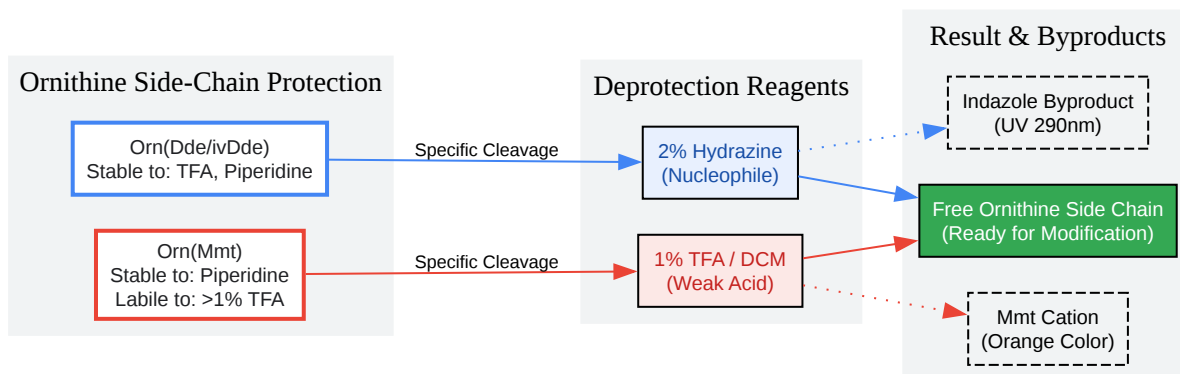 Ornithine Side-Chain Protection
Orn(Dde/ivDde)
Stable to: TFA, Piperidine
Orn(Mmt)
Stable to: Piperidine
Labile to: >1% TFA
Specific Cleavage
Specific Cleavage
Deprotection Reagents
2% Hydrazine
(Nucleophile)
1% TFA / DCM
(Weak Acid)
Result & Byproducts
Indazole Byproduct
(UV 290nm)
Free Ornithine Side Chain
(Ready for Modification)
Mmt Cation
(Orange Color)